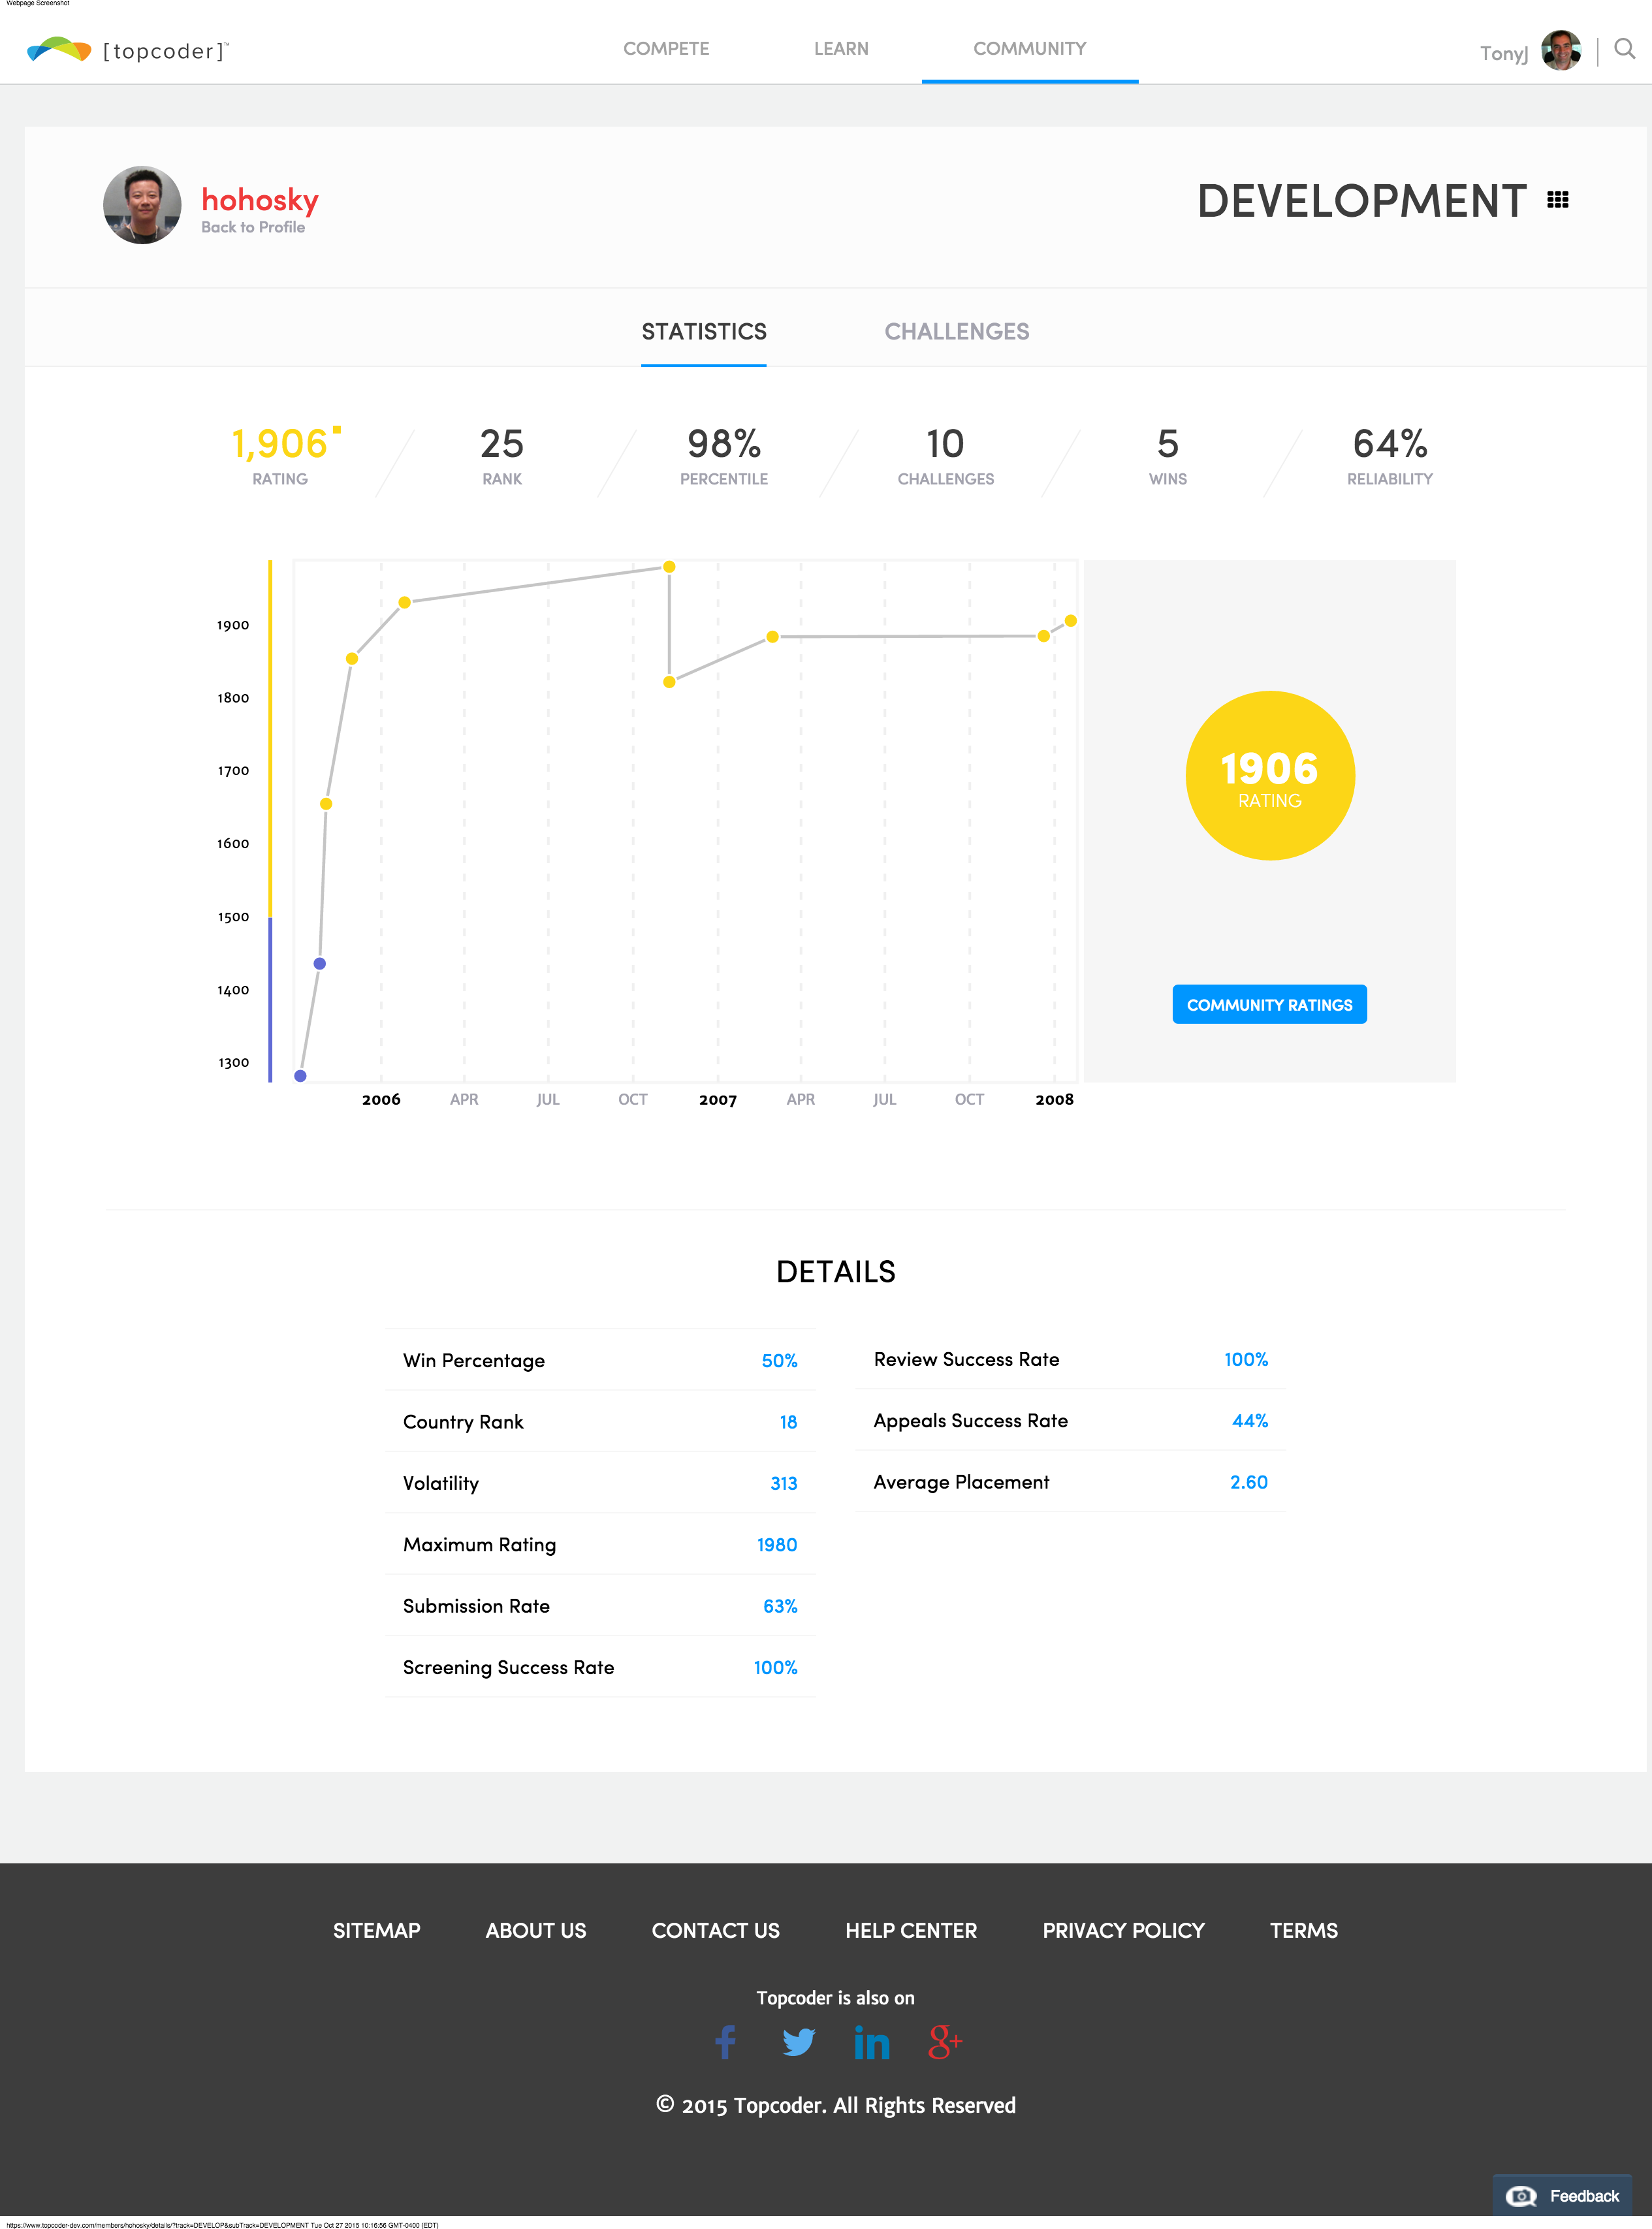 Webpage Screenshot
[topcoder]™
COMPETE LEARN COMMUNITY
TonyJ
hohosky
Back to Profile
DEVELOPMENT
STATISTICS CHALLENGES
1,906 25 98% 10 5 64%
RATING RANK PERCENTILE CHALLENGES WINS RELIABILITY
1900
1800
1700
1600
1500
1400
1300
2006 APR JUL OCT 2007 APR JUL OCT 2008
1906
RATING
COMMUNITY RATINGS
DETAILS
Win Percentage 50%
Country Rank 18
Volatility 313
Maximum Rating 1980
Submission Rate 63%
Screening Success Rate 100%
Review Success Rate 100%
Appeals Success Rate 44%
Average Placement 2.60
SITEMAP ABOUT US CONTACT US HELP CENTER PRIVACY POLICY TERMS
Topcoder is also on
f in g+
© 2015 Topcoder. All Rights Reserved
Feedback
https://www.topcoder-dev.com/members/hohosky/details/?track=DEVELOP&subTrack=DEVELOPMENT Tue Oct 27 2015 10:16:56 GMT-0400 (EDT)